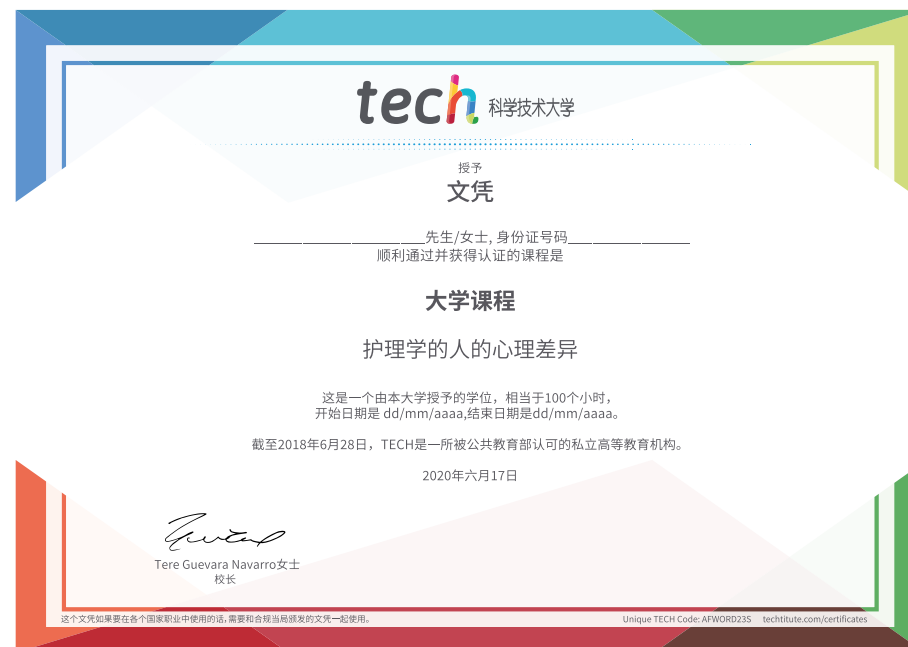 tech 科学技术大学
授予
文凭
先生/女士, 身份证号码
顺利通过并获得认证的课程是
大学课程
护理学的人的心理差异
这是一个由本大学授予的学位，相当于100个小时，
开始日期是 dd/mm/aaaa,结束日期是dd/mm/aaaa。
截至2018年6月28日，TECH是一所被公共教育部认可的私立高等教育机构。
2020年六月17日
Tere Guevara Navarro女士
校长
这个文凭如果要在各个国家职业中使用的话, 需要和合规当局颁发的文凭一起使用。
Unique TECH Code: AFWORD23S techtitute.com/certificates